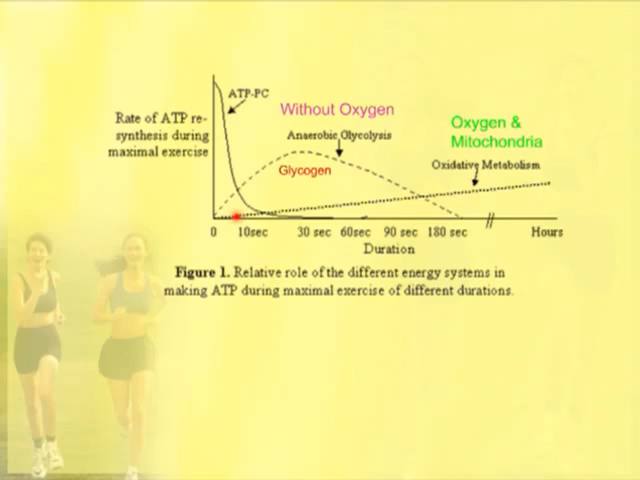 ATP-PC
Rate of ATP re-
synthesis during
maximal exercise
Without Oxygen
Oxygen &
Mitochondria
Anaerobic Glycolysis
Oxidative Metabolism
Glycogen
0 10sec 30 sec 60sec 90 sec 180 sec Hours
Duration
Figure 1. Relative role of the different energy systems in
making ATP during maximal exercise of different durations.